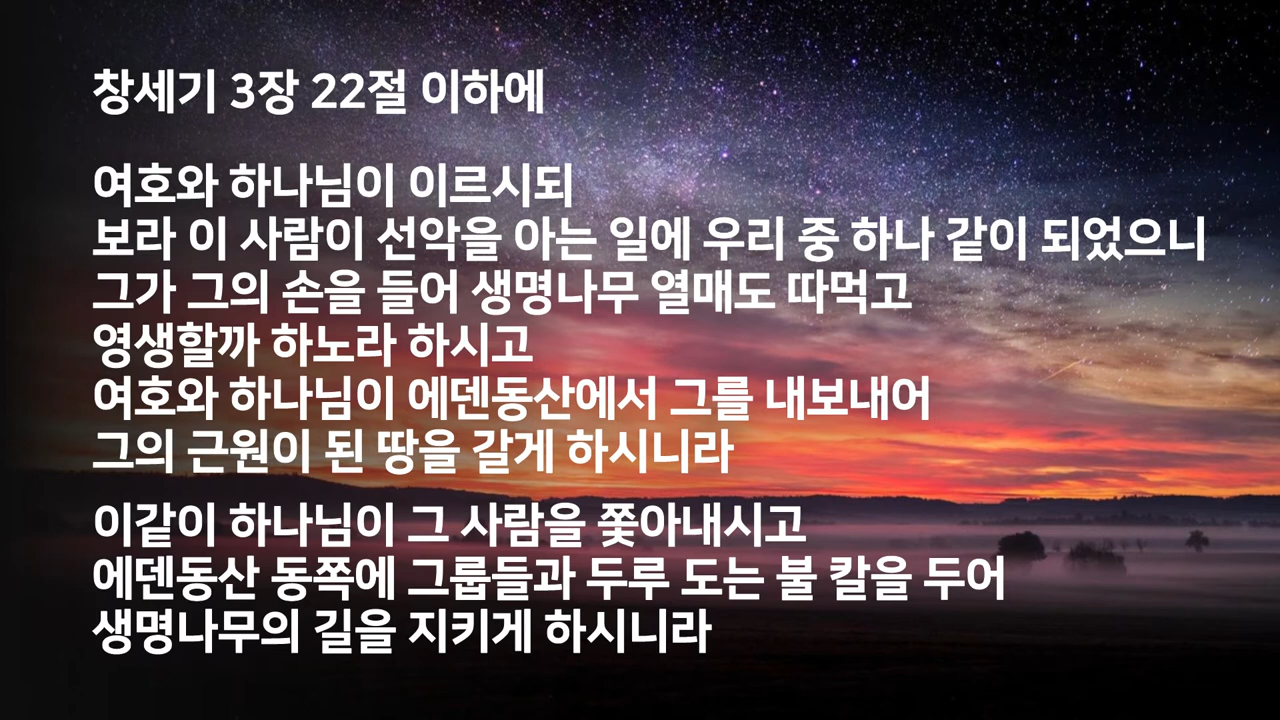 창세기 3장 22절 이하에
여호와 하나님이 이르시되
보라 이 사람이 선악을 아는 일에 우리 중 하나 같이 되었으니
그가 그의 손을 들어 생명나무 열매도 따먹고
영생할까 하노라 하시고
여호와 하나님이 에덴동산에서 그를 내보내어
그의 근원이 된 땅을 갈게 하시니라
이같이 하나님이 그 사람을 쫓아내시고
에덴동산 동쪽에 그룹들과 두루 도는 불 칼을 두어
생명나무의 길을 지키게 하시니라